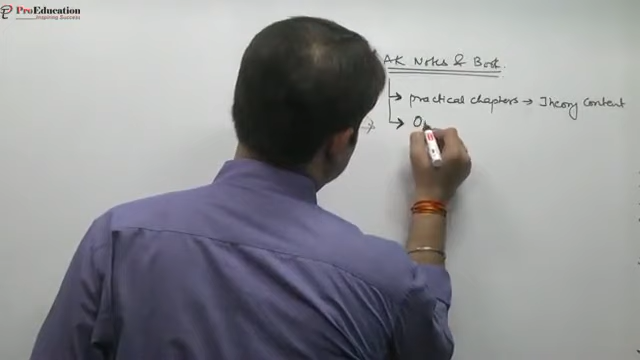 ProEducation
Inspiring Success
AK Notes & Book.
→ practical chapters → Theory Content
→ O